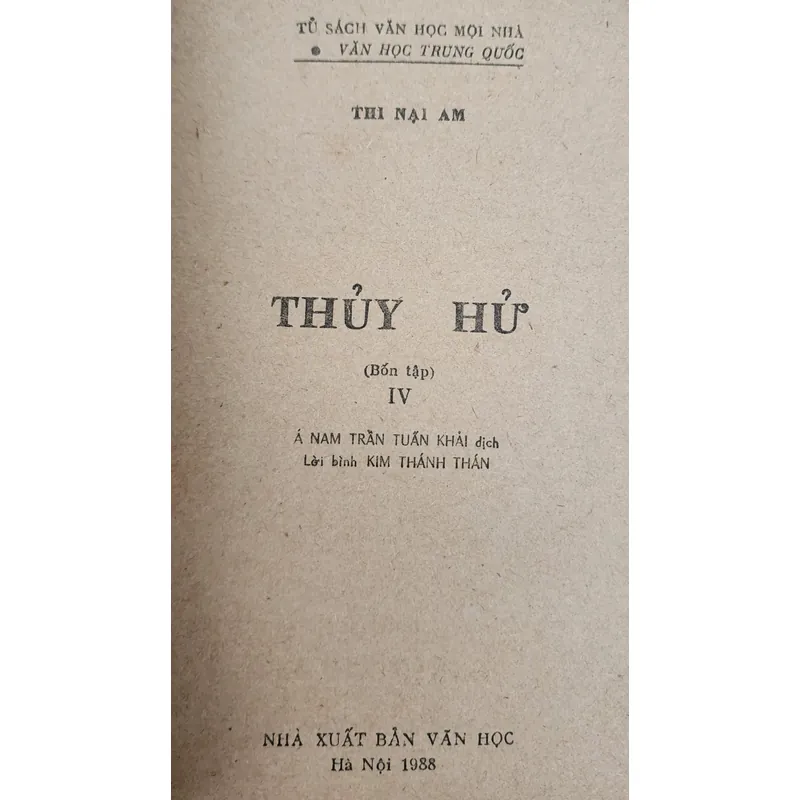 TỦ SÁCH VĂN HỌC MỌI NHÀ
● VĂN HỌC TRUNG QUỐC
THI NẠI AM
THỦY HỬ
(Bốn tập)
IV
Á NAM TRẦN TUẤN KHẢI dịch
Lời bình KIM THÁNH THÁN
NHÀ XUẤT BẢN VĂN HỌC
Hà Nội 1988